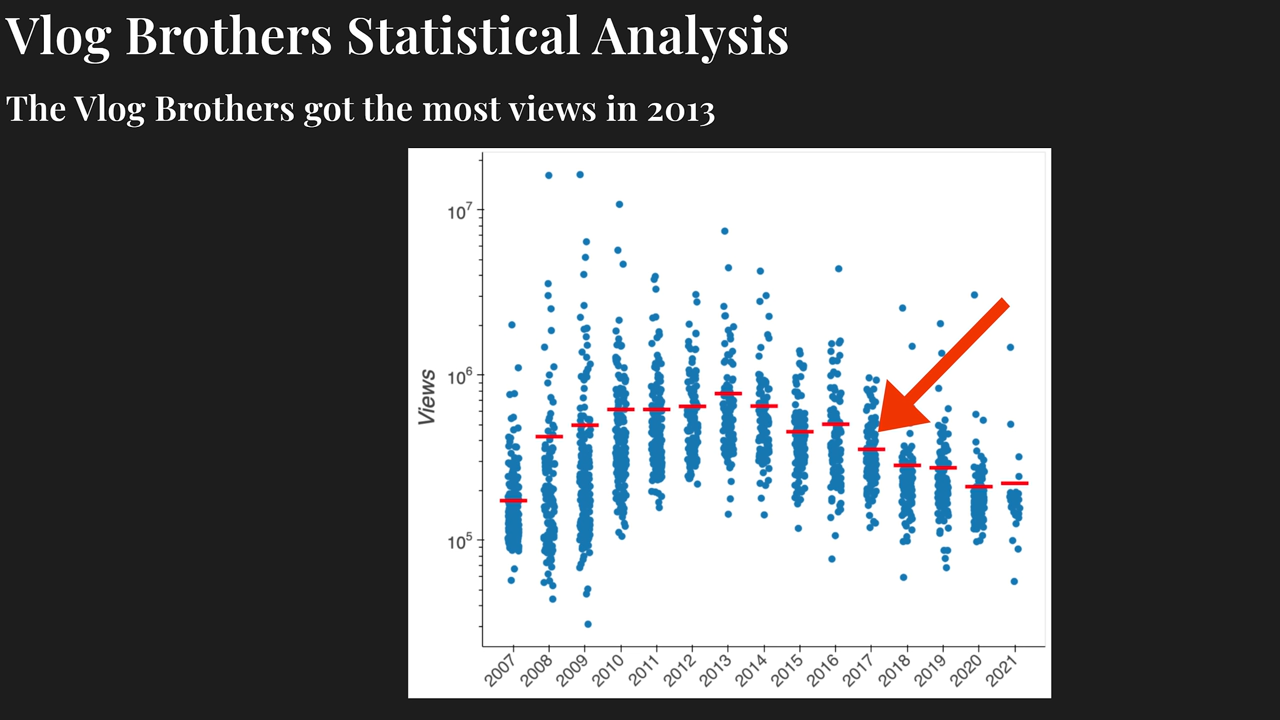 Vlog Brothers Statistical Analysis
The Vlog Brothers got the most views in 2013
10⁷
10⁶
10⁵
Views
2007 2008 2009 2010 2011 2012 2013 2014 2015 2016 2017 2018 2019 2020 2021